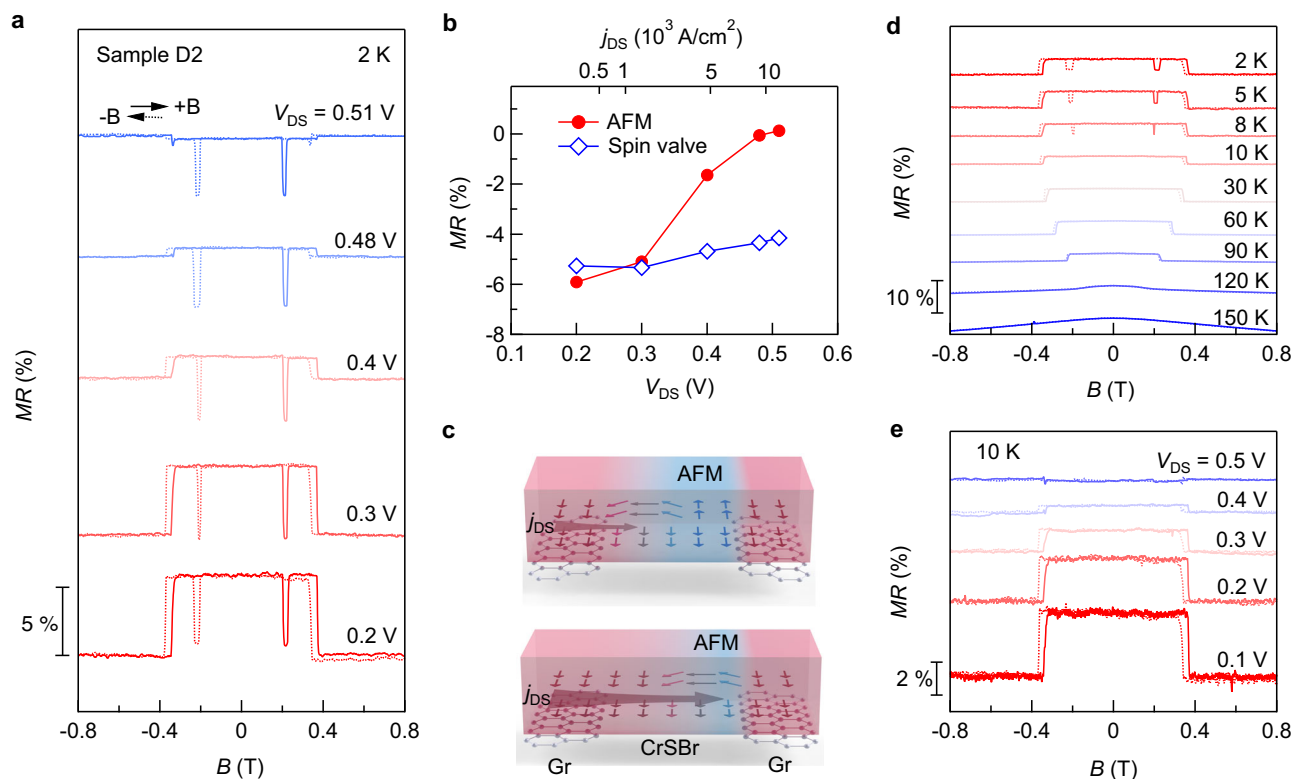 a
Sample D2
2 K
-B
+B
V_DS = 0.51 V
0.48 V
0.4 V
0.3 V
0.2 V
5 %
MR (%)
-0.8 -0.4 0 0.4 0.8
B (T)
b
j_DS (10^3 A/cm^2)
0.5 1 5 10
AFM
Spin valve
MR (%)
2
0
-2
-4
-6
-8
0.1 0.2 0.3 0.4 0.5 0.6
V_DS (V)
c
AFM
j_DS
AFM
j_DS
CrSBr
Gr
Gr
d
2 K
5 K
8 K
10 K
30 K
60 K
90 K
120 K
150 K
10 %
MR (%)
-0.8 -0.4 0 0.4 0.8
B (T)
e
10 K
V_DS = 0.5 V
0.4 V
0.3 V
0.2 V
0.1 V
2 %
MR (%)
-0.8 -0.4 0 0.4 0.8
B (T)